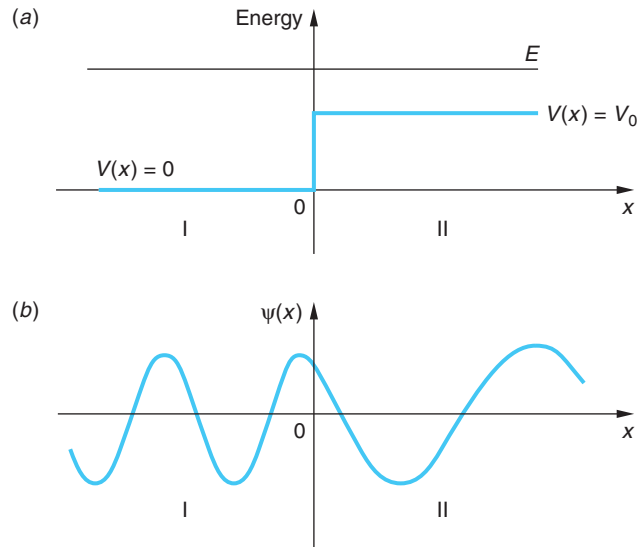 (a)
Energy
E
V(x) = V₀
V(x) = 0
0
x
I
II
(b)
ψ(x)
0
x
I
II